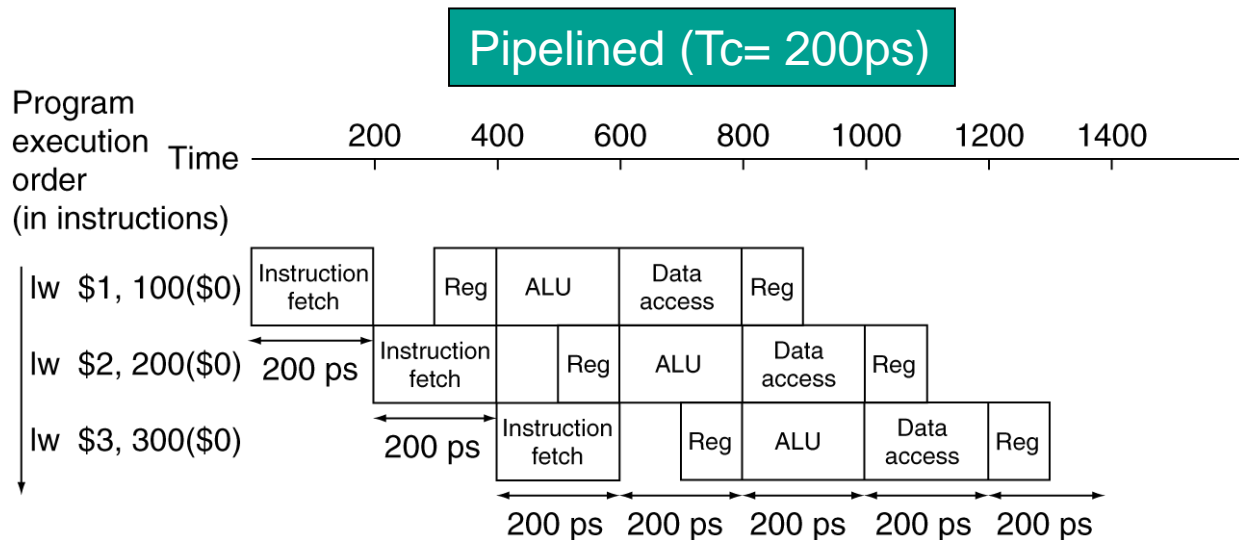 Pipelined (Tc= 200ps)
Program
execution
order
(in instructions)
Time
200 400 600 800 1000 1200 1400
lw $1, 100($0)
Instruction
fetch
Reg
ALU
Data
access
Reg
lw $2, 200($0)
200 ps
Instruction
fetch
Reg
ALU
Data
access
Reg
lw $3, 300($0)
200 ps
Instruction
fetch
Reg
ALU
Data
access
Reg
200 ps 200 ps 200 ps 200 ps 200 ps